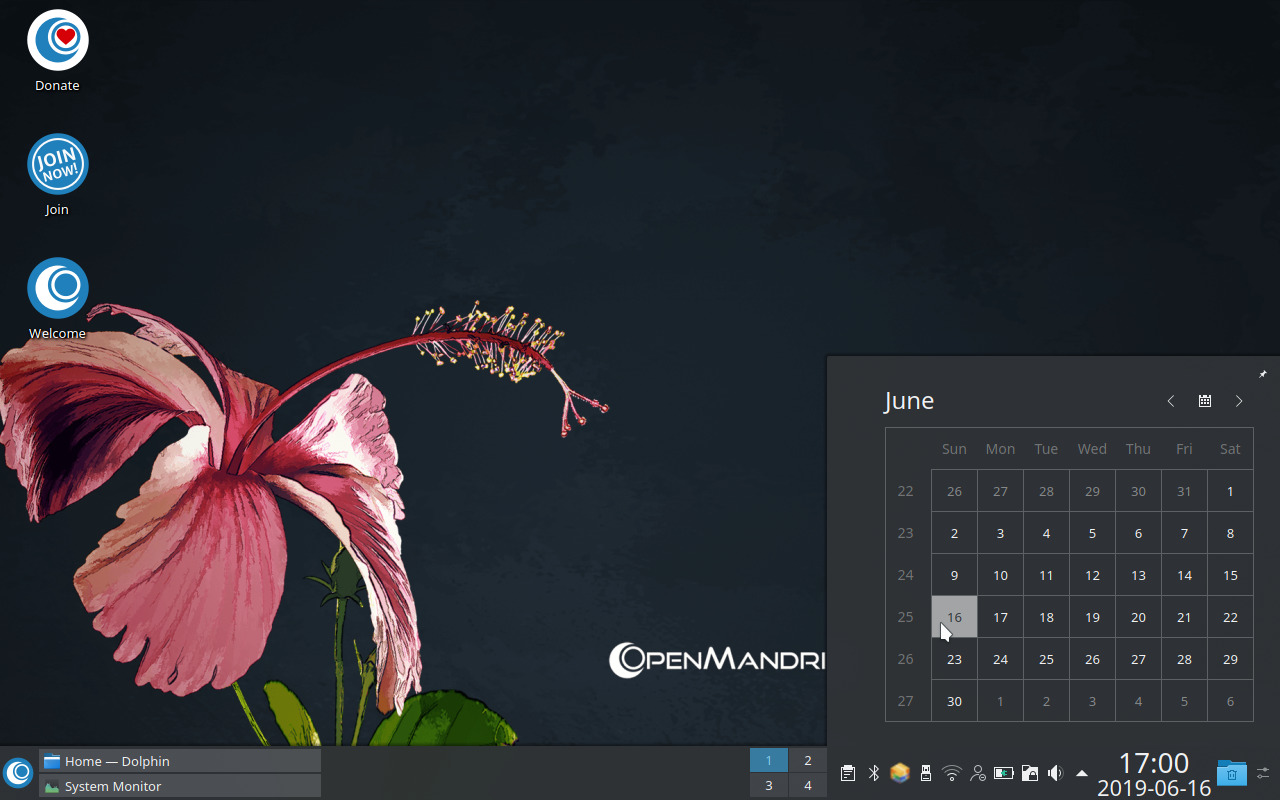 Donate
JOIN
NOW!
Join
Welcome
OPENMANDRI
June
Sun Mon Tue Wed Thu Fri Sat
22 26 27 28 29 30 31 1
23 2 3 4 5 6 7 8
24 9 10 11 12 13 14 15
25 16 17 18 19 20 21 22
26 23 24 25 26 27 28 29
27 30 1 2 3 4 5 6
Home — Dolphin
System Monitor
1 2
3 4
17:00
2019-06-16